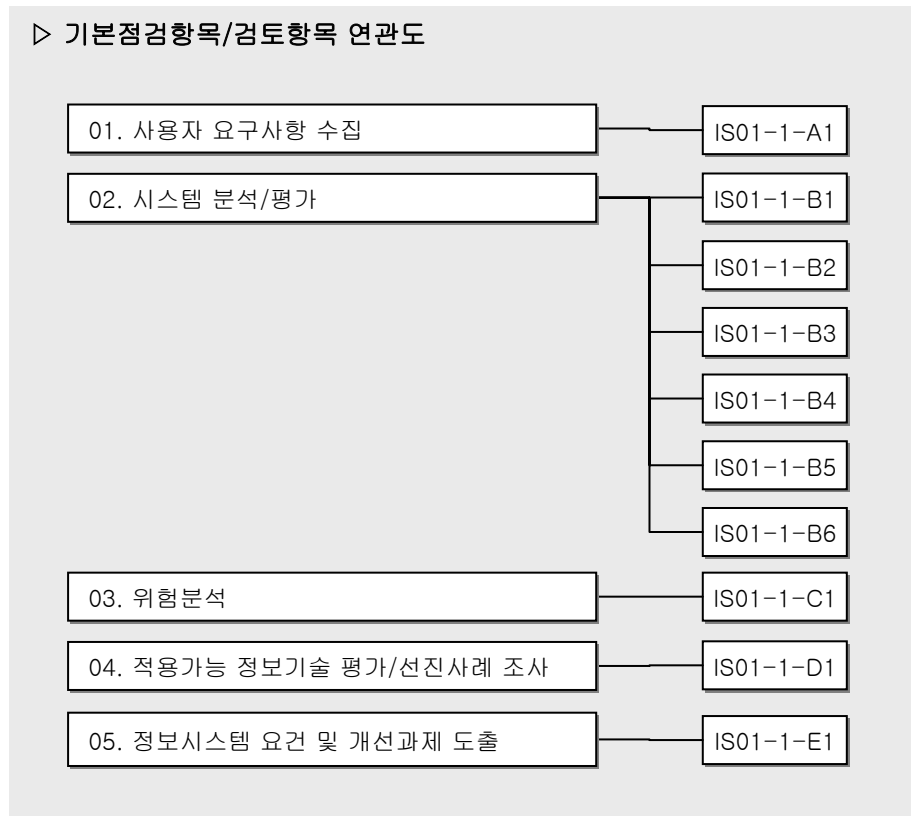 ▷ 기본점검항목/검토항목 연관도
01. 사용자 요구사항 수집
IS01-1-A1
02. 시스템 분석/평가
IS01-1-B1
IS01-1-B2
IS01-1-B3
IS01-1-B4
IS01-1-B5
IS01-1-B6
03. 위험분석
IS01-1-C1
04. 적용가능 정보기술 평가/선진사례 조사
IS01-1-D1
05. 정보시스템 요건 및 개선과제 도출
IS01-1-E1